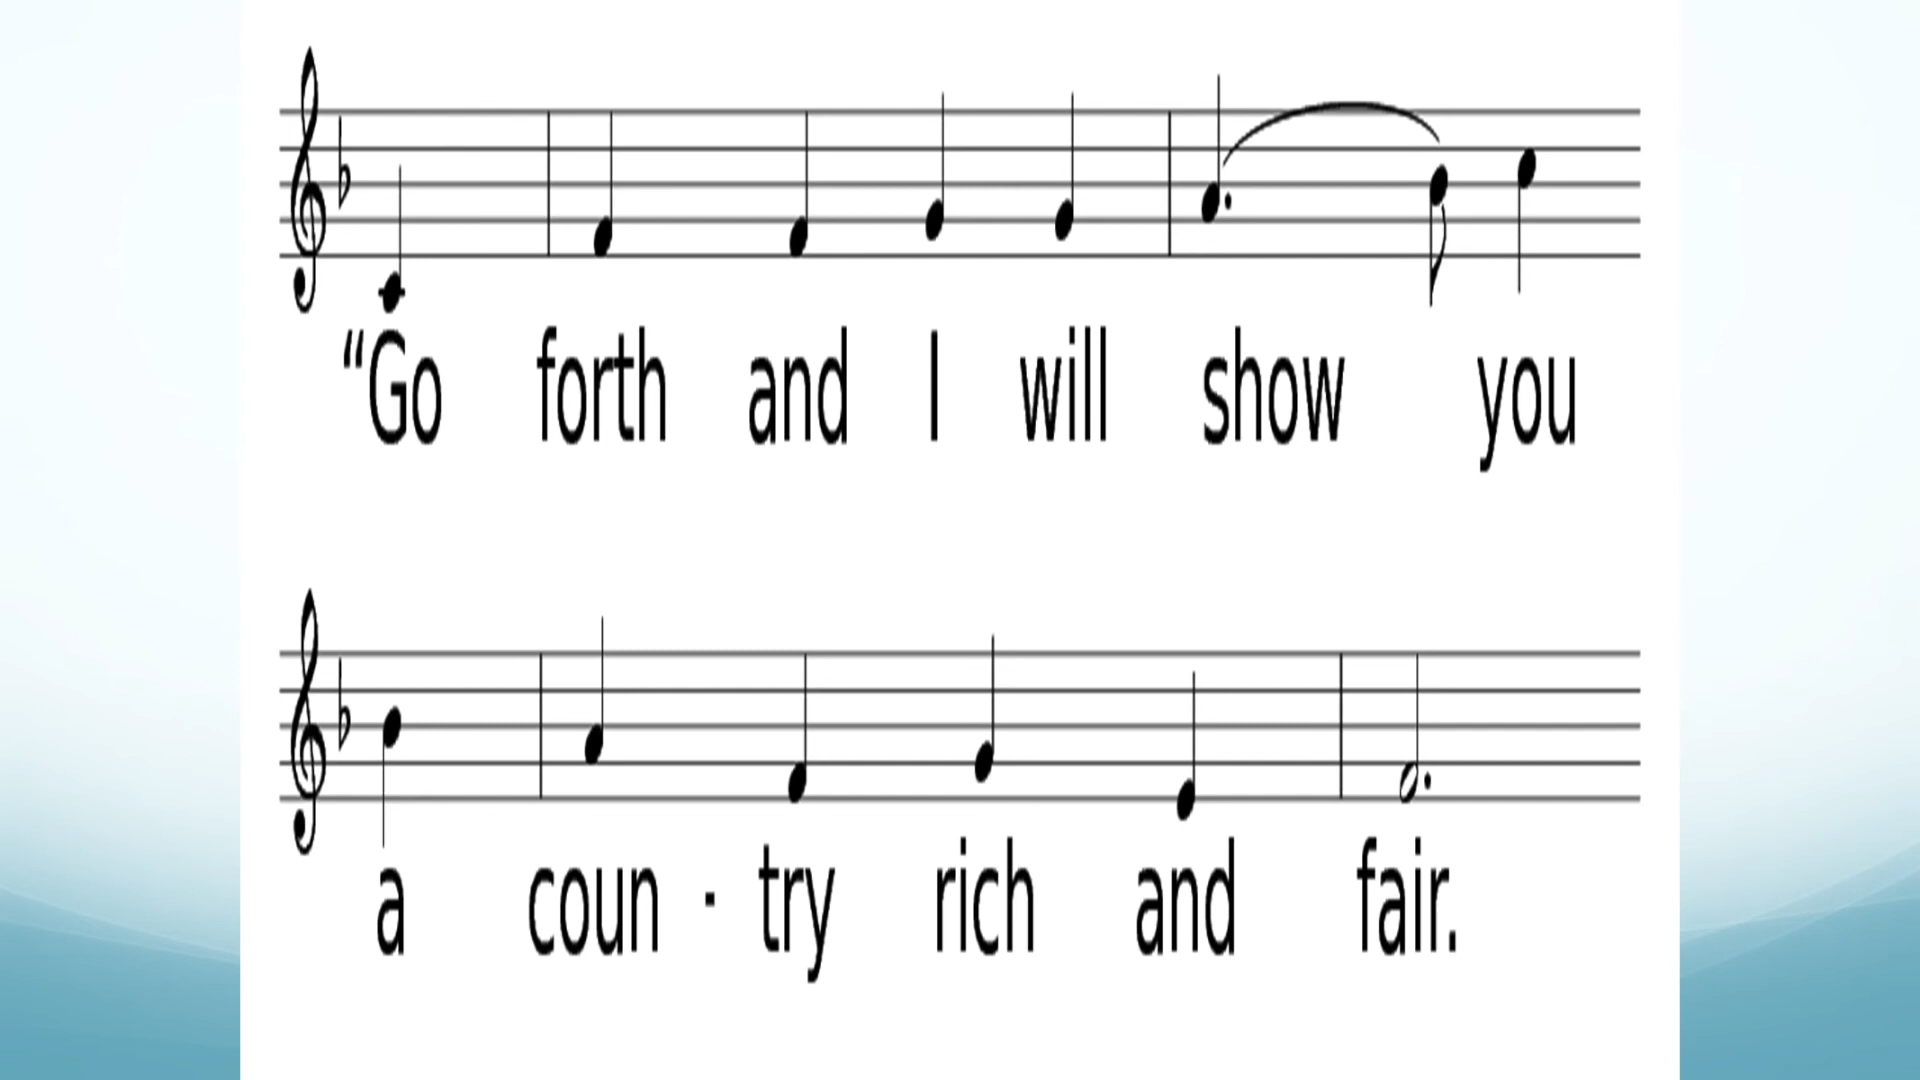 “Go forth and I will show you
a coun · try rich and fair.